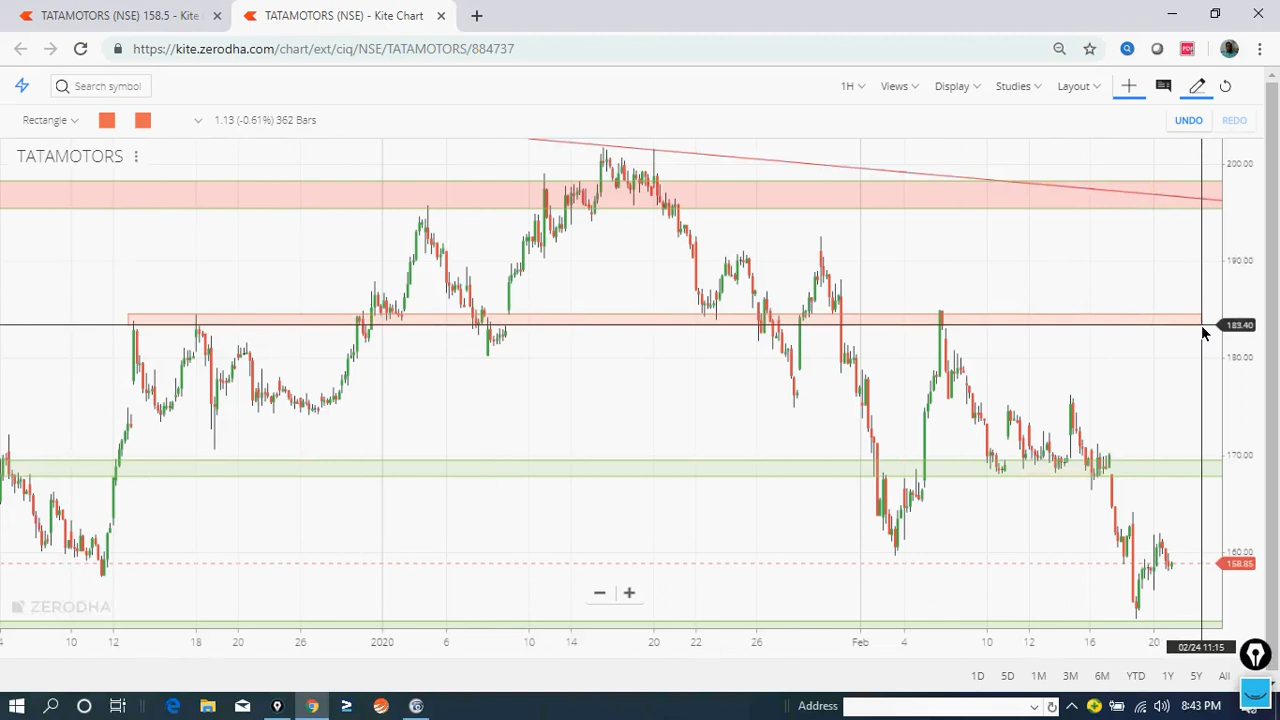 TATAMOTORS (NSE) 158.5 - Kite
TATAMOTORS (NSE) - Kite Chart
https://kite.zerodha.com/chart/ext/ciq/NSE/TATAMOTORS/884737
Search symbol
1H Views Display Studies Layout
Rectangle 1.13 (-0.61%) 362 Bars
UNDO REDO
TATAMOTORS
200.00
190.00
183.40
180.00
170.00
160.00
158.85
ZERODHA
10 12 18 20 26 2020 6 10 14 20 22 26 Feb 4 10 12 16 20
02/24 11:15
1D 5D 1M 3M 6M YTD 1Y 5Y All
Address
8:43 PM